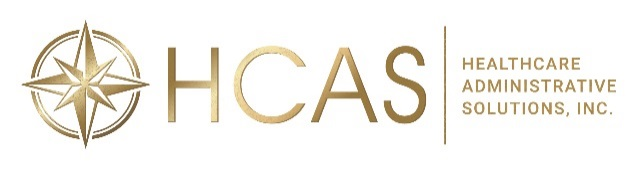 HCAS
HEALTHCARE
ADMINISTRATIVE
SOLUTIONS, INC.